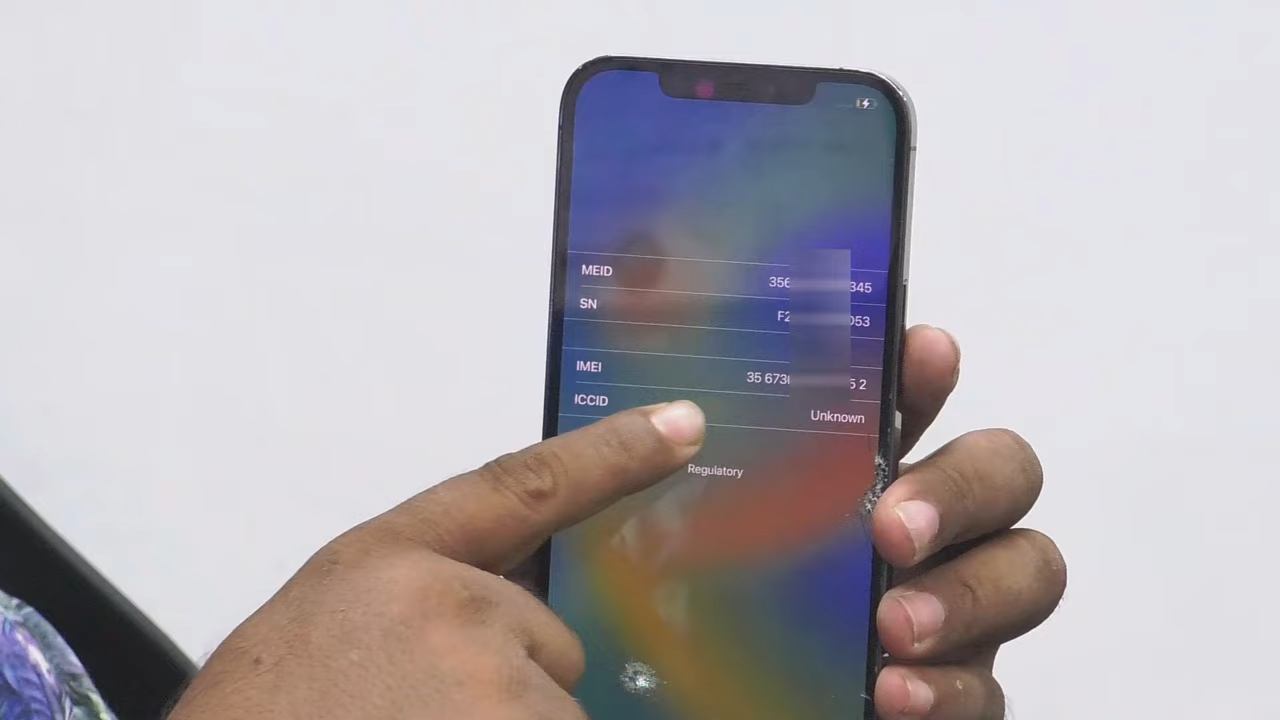 MEID 356 345
SN F2 053
IMEI 35 673 5 2
ICCID Unknown
Regulatory